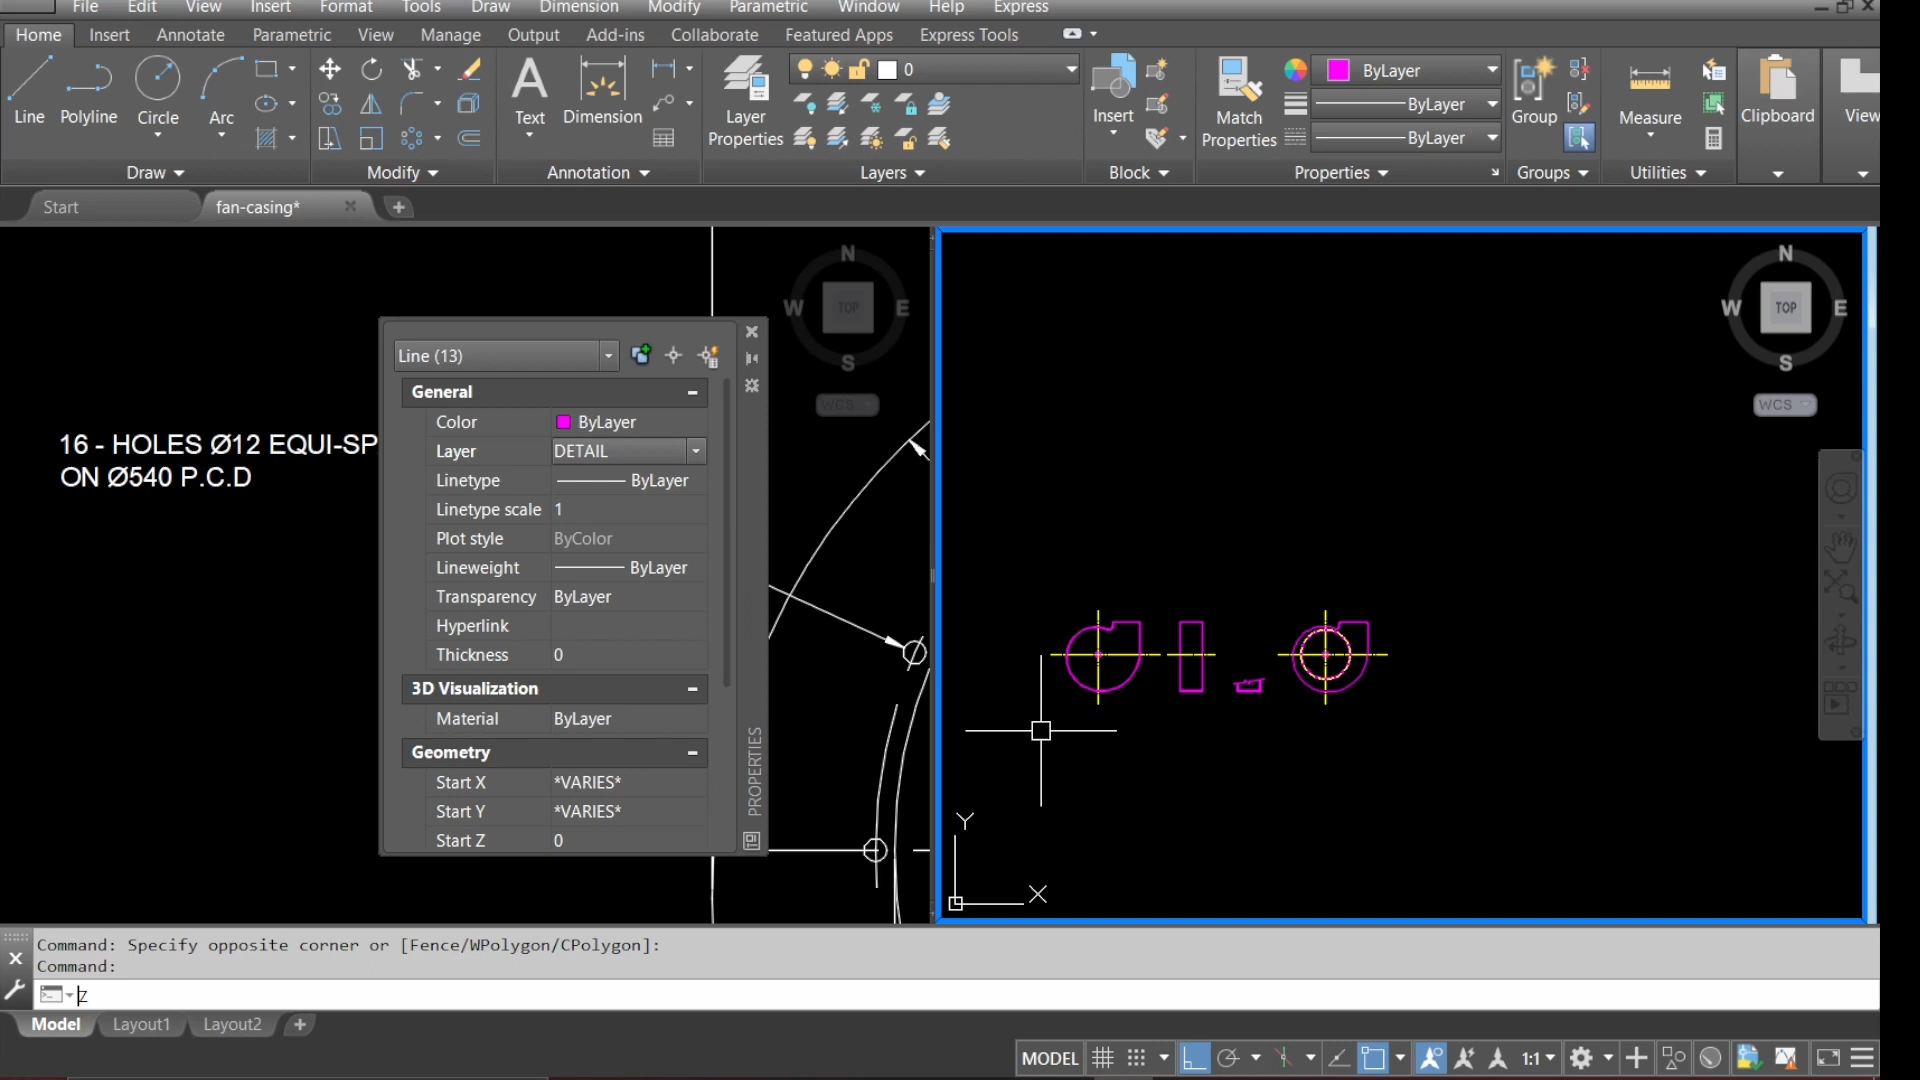 File Edit View Insert Format Tools Draw Dimension Modify Parametric Window Help Express
Home Insert Annotate Parametric View Manage Output Add-ins Collaborate Featured Apps Express Tools
0
ByLayer
ByLayer
ByLayer
Line Polyline Circle Arc Text Dimension Layer Properties Insert Match Properties Group Measure Clipboard View
Draw Modify Annotation Layers Block Properties Groups Utilities
Start fan-casing*
N
W TOP E
S
WCS
N
W TOP E
S
WCS
16 - HOLES Ø12 EQUI-SP
ON Ø540 P.C.D
Line (13)
General
Color ByLayer
Layer DETAIL
Linetype ByLayer
Linetype scale 1
Plot style ByColor
Lineweight ByLayer
Transparency ByLayer
Hyperlink
Thickness 0
3D Visualization
Material ByLayer
Geometry
Start X *VARIES*
Start Y *VARIES*
Start Z 0
PROPERTIES
Y
X
Command: Specify opposite corner or [Fence/WPolygon/CPolygon]:
Command:
Z
Model Layout1 Layout2
MODEL 1:1